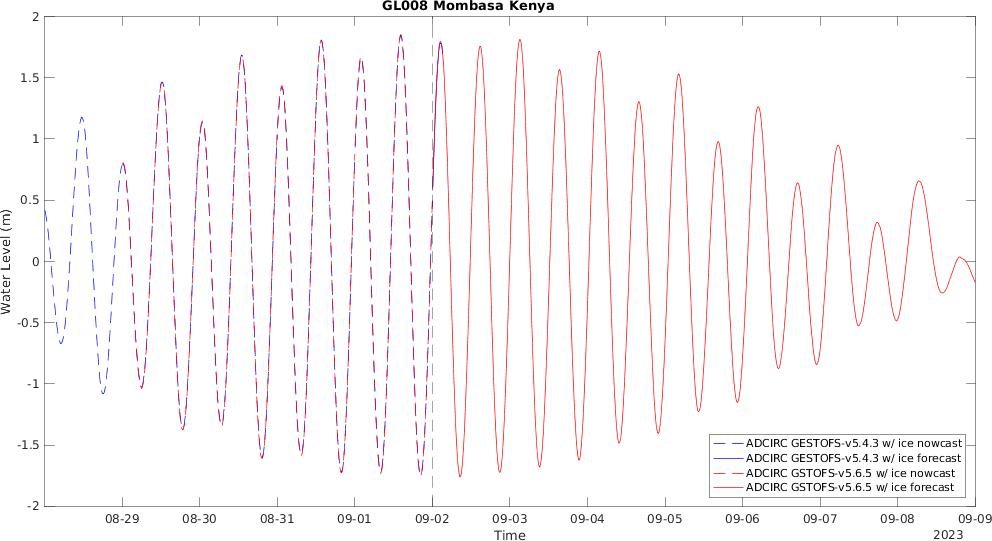 GL008 Mombasa Kenya
2
1.5
1
0.5
0
-0.5
-1
-1.5
-2
Water Level (m)
ADCIRC GESTOFS-v5.4.3 w/ ice nowcast
ADCIRC GESTOFS-v5.4.3 w/ ice forecast
ADCIRC GSTOFS-v5.6.5 w/ ice nowcast
ADCIRC GSTOFS-v5.6.5 w/ ice forecast
08-29 08-30 08-31 09-01 09-02 09-03 09-04 09-05 09-06 09-07 09-08 09-09
Time
2023